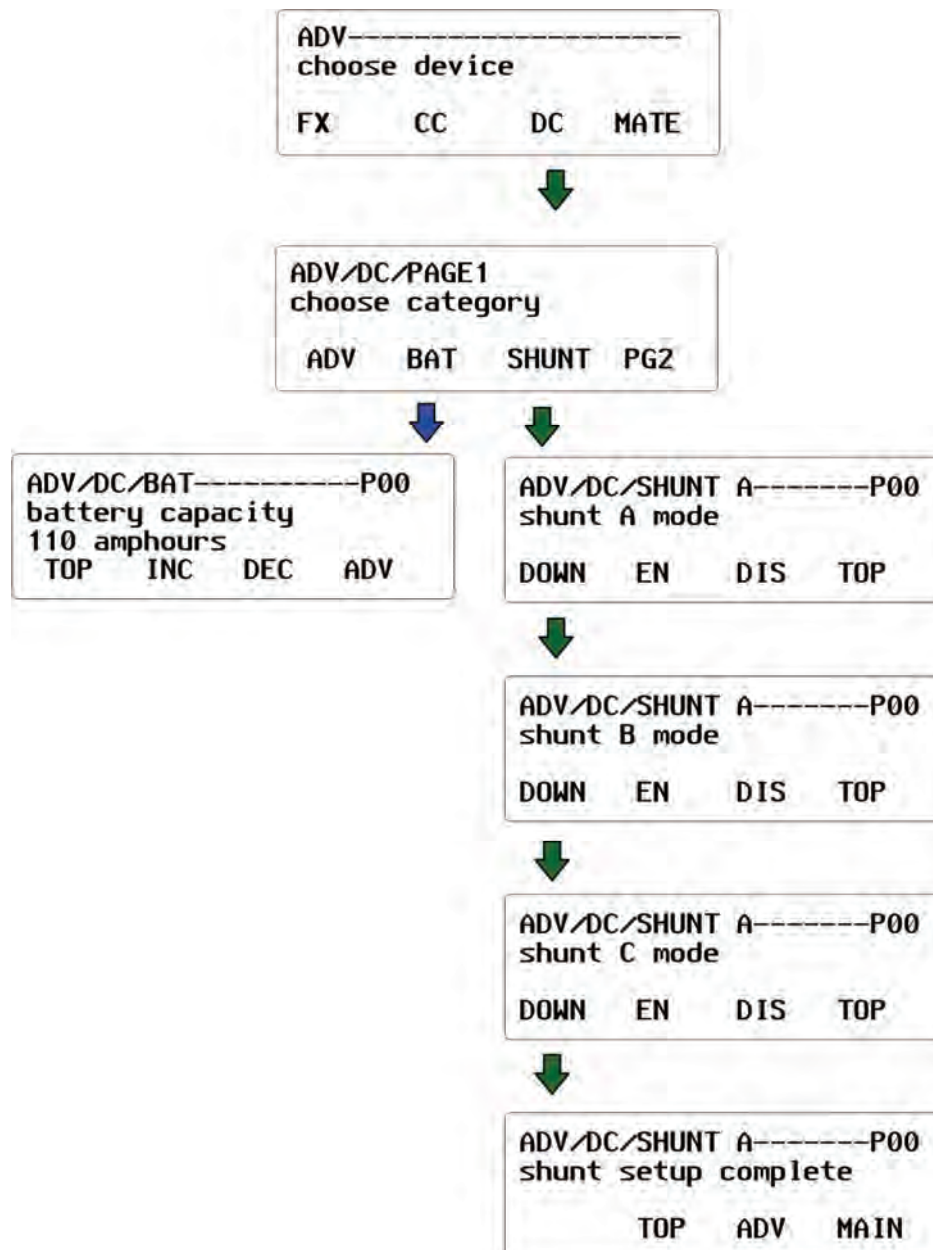 ADV---------------------
choose device
FX CC DC MATE
ADV/DC/PAGE1
choose category
ADV BAT SHUNT PG2
ADV/DC/BAT----------P00
battery capacity
110 amphours
TOP INC DEC ADV
ADV/DC/SHUNT A-------P00
shunt A mode
DOWN EN DIS TOP
ADV/DC/SHUNT A-------P00
shunt B mode
DOWN EN DIS TOP
ADV/DC/SHUNT A-------P00
shunt C mode
DOWN EN DIS TOP
ADV/DC/SHUNT A-------P00
shunt setup complete
TOP ADV MAIN